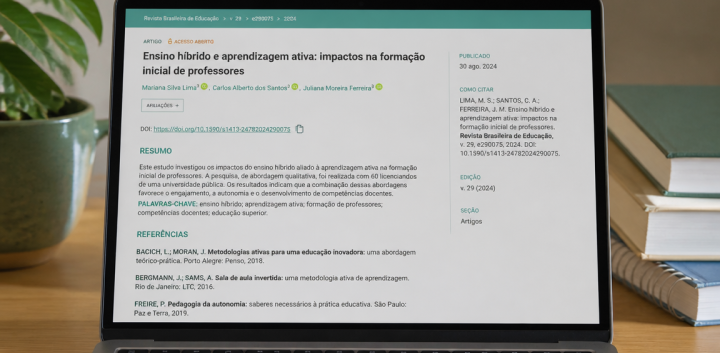 Revista Brasileira de Educação > v. 29 > e290075 > 2024
ARTIGO ACESSO ABERTO
Ensino híbrido e aprendizagem ativa: impactos na formação
inicial de professores
Mariana Silva Lima¹, Carlos Alberto dos Santos², Juliana Moreira Ferreira³
AFILIAÇÕES
DOI: https://doi.org/10.1590/s1413-24782024290075
RESUMO
Este estudo investigou os impactos do ensino híbrido aliado à aprendizagem ativa na formação
inicial de professores. A pesquisa, de abordagem qualitativa, foi realizada com 60 licenciandos
de uma universidade pública. Os resultados indicam que a combinação dessas abordagens
favorece o engajamento, a autonomia e o desenvolvimento de competências docentes.
PALAVRAS-CHAVE: ensino híbrido; aprendizagem ativa; formação de professores;
competências docentes; educação superior.
REFERÊNCIAS
BACICH, L.; MORAN, J. Metodologias ativas para uma educação inovadora: uma abordagem
teórico-prática. Porto Alegre: Penso, 2018.
BERGMANN, J.; SAMS, A. Sala de aula invertida: uma metodologia ativa de aprendizagem.
Rio de Janeiro: LTC, 2016.
FREIRE, P. Pedagogia da autonomia: saberes necessários à prática educativa. São Paulo:
Paz e Terra, 2019.
PUBLICADO
30 ago. 2024
COMO CITAR
LIMA, M. S.; SANTOS, C. A.;
FERREIRA, J. M. Ensino híbrido e
aprendizagem ativa: impactos na
formação inicial de professores.
Revista Brasileira de Educação,
v. 29, e290075, 2024. DOI:
10.1590/s1413-24782024290075.
EDIÇÃO
v. 29 (2024)
SEÇÃO
Artigos